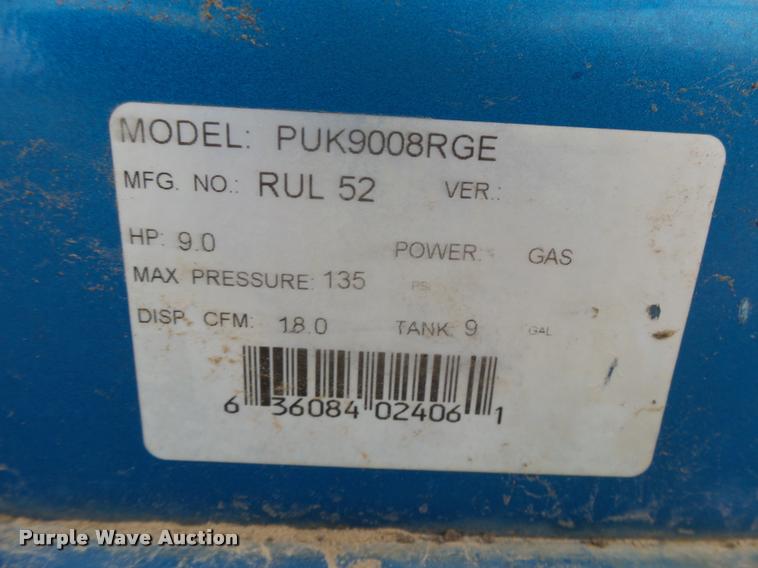 MODEL: PUK9008RGE
MFG. NO.: RUL 52 VER.:
HP: 9.0 POWER: GAS
MAX PRESSURE: 135 PSI
DISP. CFM: 18.0 TANK: 9 GAL
6 36084 02406 1
Purple Wave Auction